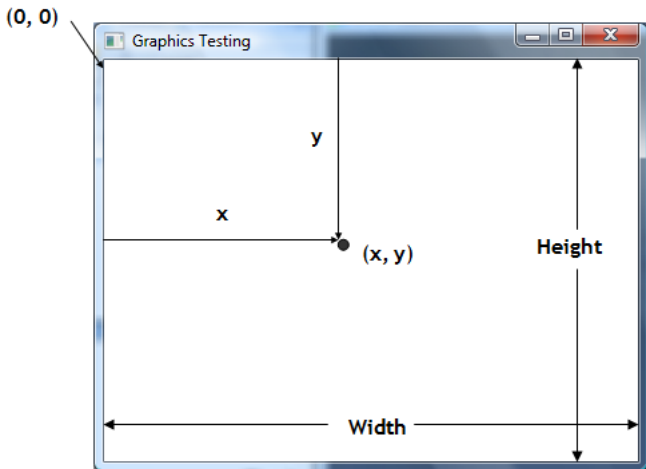 (0, 0)
Graphics Testing
y
x
(x, y)
Height
Width